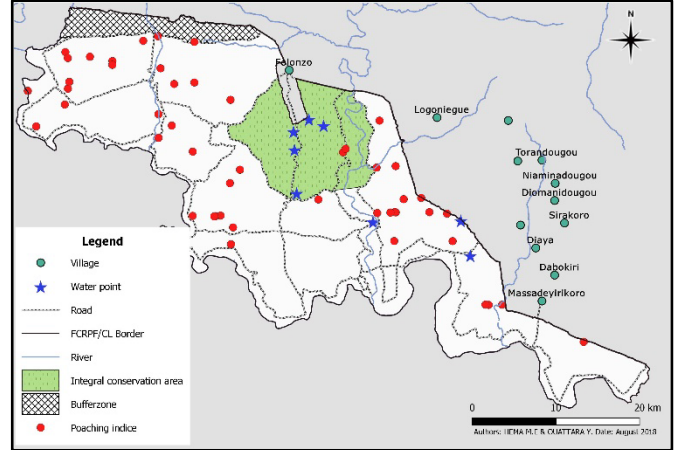 N
Folonzo
Logoniegue
Torandougou
Niaminadougou
Diomanidougou
Sirakoro
Diaya
Dabokiri
Massadeyirikoro
Legend
Village
Water point
Road
FCRPF/CL Border
River
Integral conservation area
Bufferzone
Poaching indice
0 10 20 km
Authors: UEMA M.E & OUATTARA Y. Date: August 2018